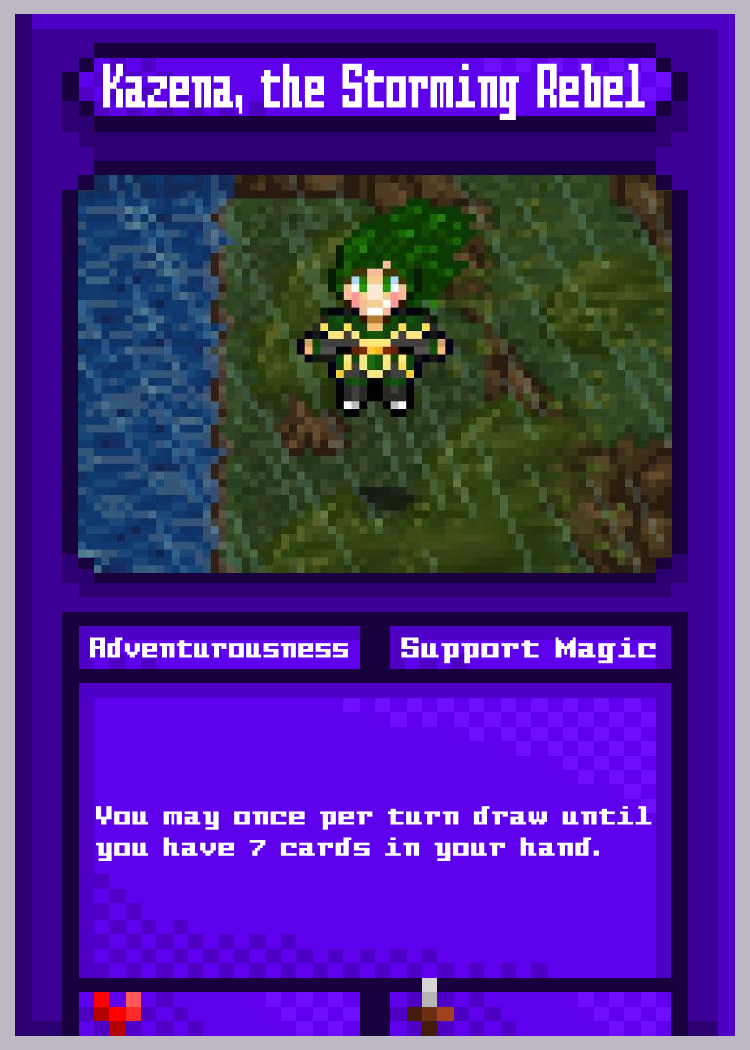 Kazena, the Storming Rebel
Adventurousness
Support Magic
You may once per turn draw until
you have 7 cards in your hand.